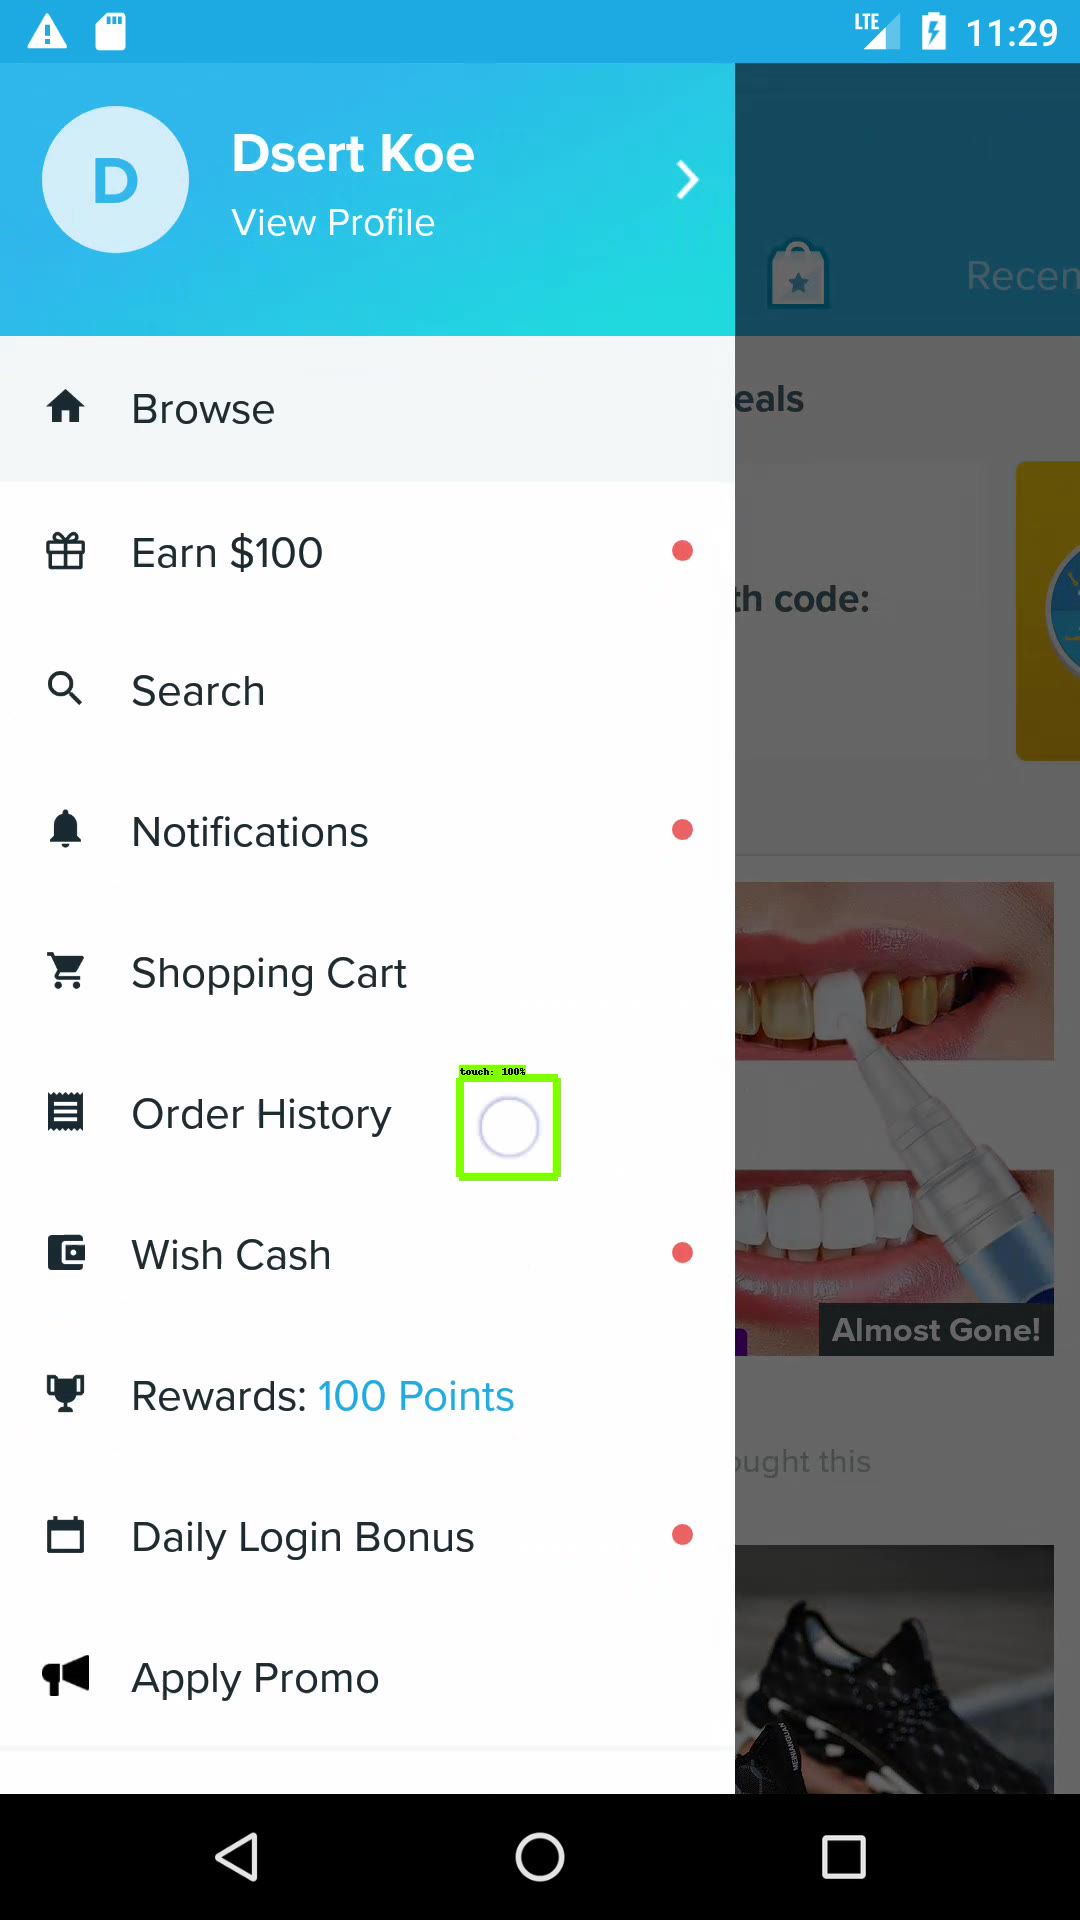 LTE 11:29
D
Dsert Koe
View Profile
Recen
Browse
eals
Earn $100
th code:
Search
Notifications
Shopping Cart
touch: 100%
Order History
Wish Cash
Almost Gone!
Rewards: 100 Points
ought this
Daily Login Bonus
Apply Promo